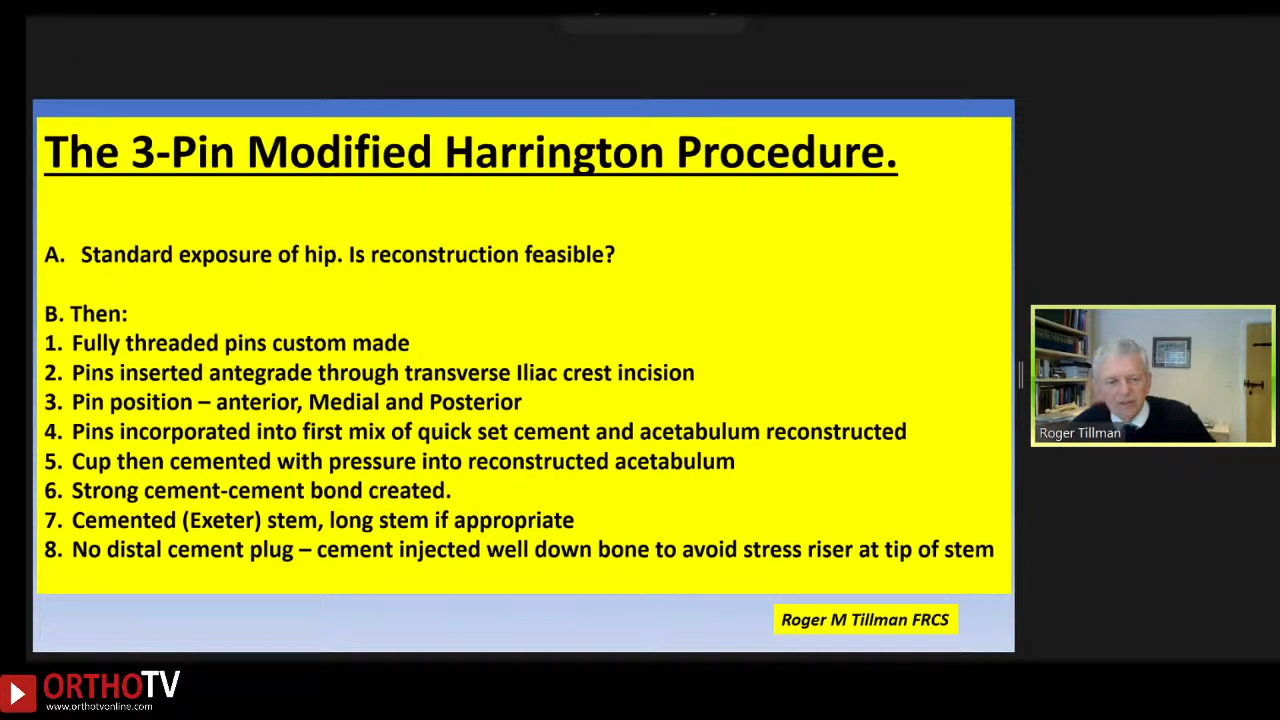 The 3-Pin Modified Harrington Procedure.
A. Standard exposure of hip. Is reconstruction feasible?
B. Then:
1. Fully threaded pins custom made
2. Pins inserted antegrade through transverse Iliac crest incision
3. Pin position – anterior, Medial and Posterior
4. Pins incorporated into first mix of quick set cement and acetabulum reconstructed
5. Cup then cemented with pressure into reconstructed acetabulum
6. Strong cement-cement bond created.
7. Cemented (Exeter) stem, long stem if appropriate
8. No distal cement plug – cement injected well down bone to avoid stress riser at tip of stem
Roger M Tillman FRCS
Roger Tillman
ORTHOTV
www.orthotvonline.com